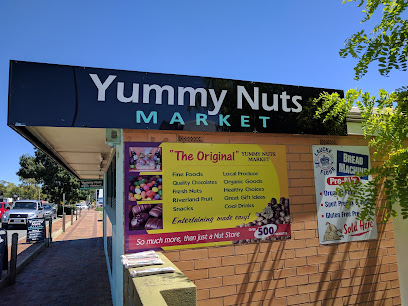 Yummy Nuts
MARKET
"The Original" YUMMY NUTS
MARKET
Fine Foods
Quality Chocolates
Fresh Nuts
Riverland Fruit
Snacks
Local Produce
Organic Goods
Healthy Choices
Great Gift Ideas
Cool Drinks
Entertaining made easy!
So much more, than just a Nut Store
500
BREAD
Gluten Free
Sold Here